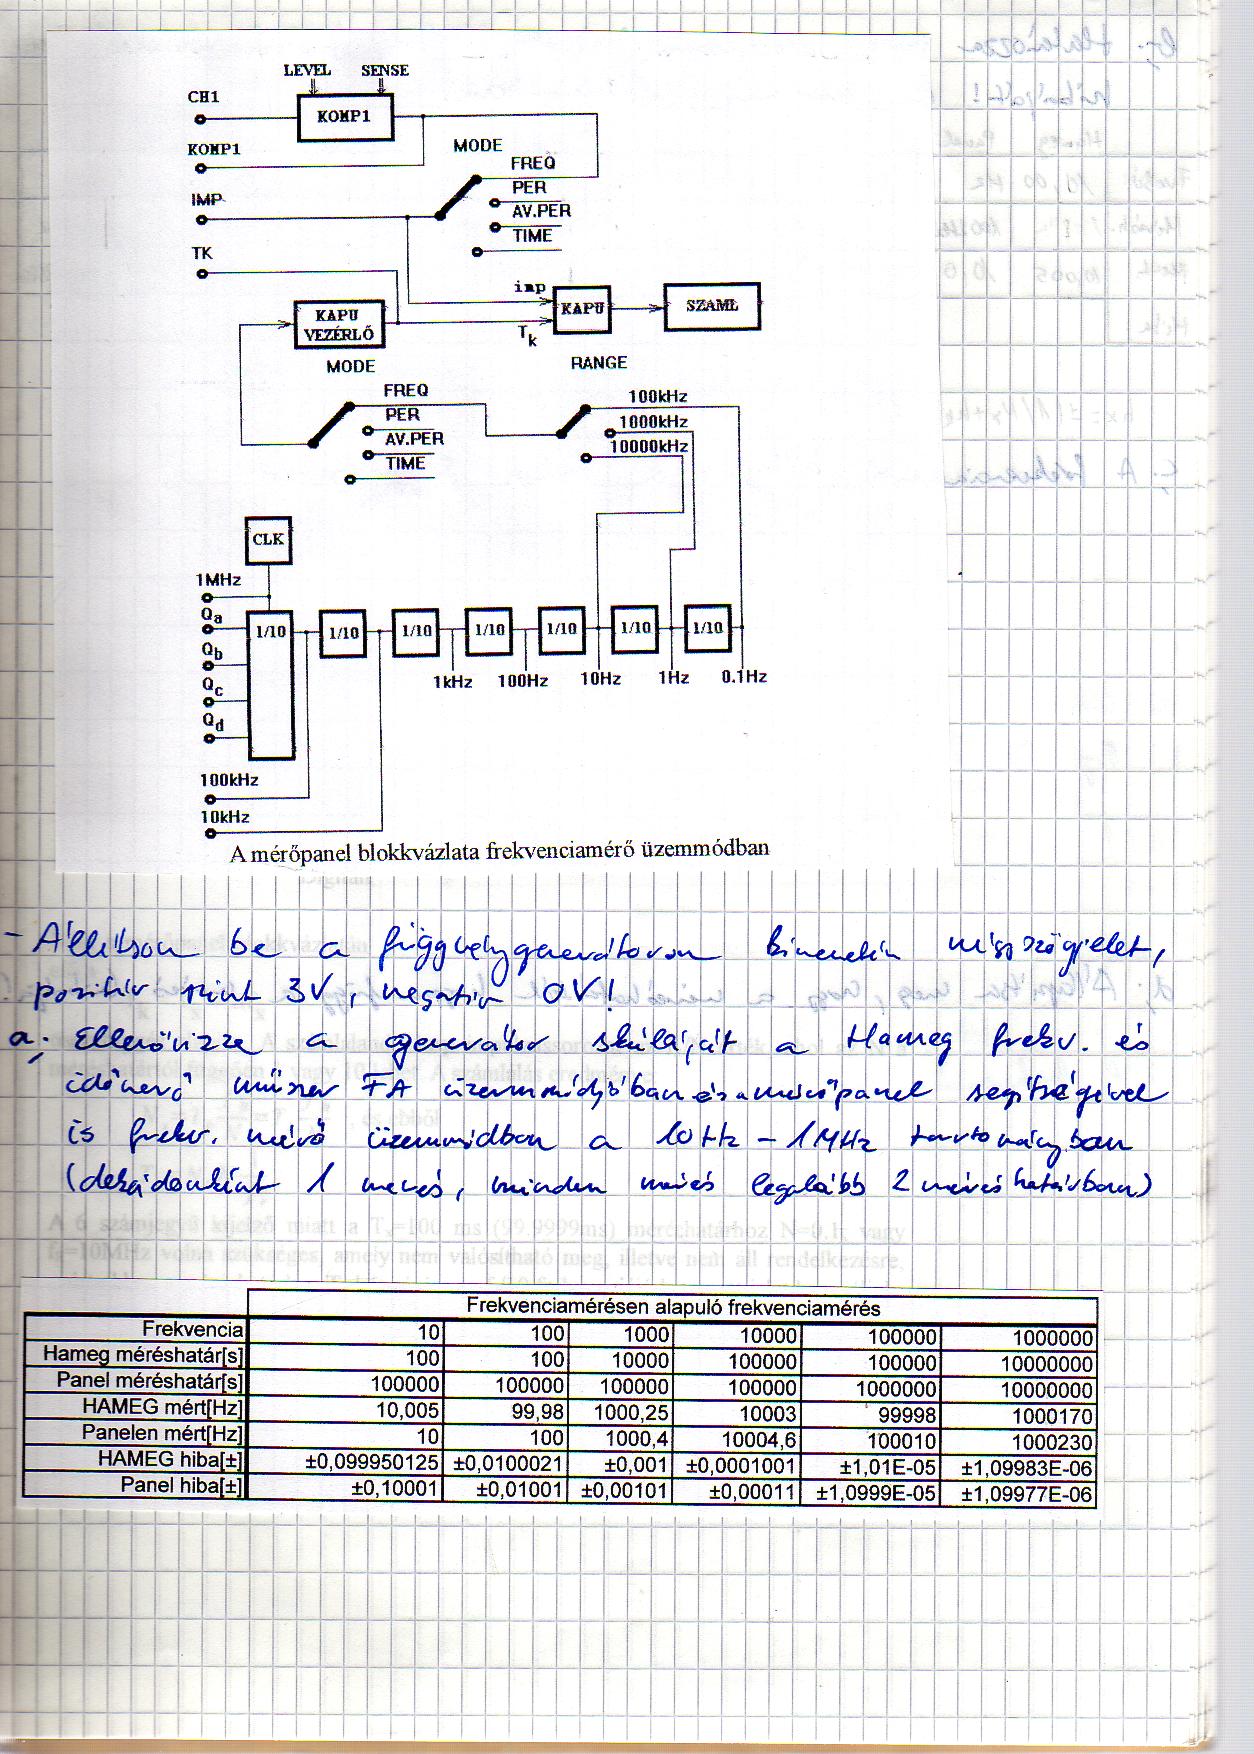 LEVEL SENSE
CH1
KOMP1
KOMP1
MODE
FREQ
PER
AV.PER
TIME
IMP
TK
imp
KAPU
SZAML
KAPU
VEZÉRLŐ
Tk
MODE
RANGE
FREQ
PER
AV.PER
TIME
100kHz
1000kHz
10000kHz
CLK
1MHz
Qa
Qb
Qc
Qd
1/10 1/10 1/10 1/10 1/10 1/10 1/10
1kHz 100Hz 10Hz 1Hz 0.1Hz
100kHz
10kHz
A mérőpanel blokkvázlata frekvenciamérő üzemmódban
- Állítson be a függvénygenerátoron négyszögjelet,
pozitív szint 3V, negatív 0V!
a; Ellenőrizze a generátor skáláját a Hameg frekv. és
időmérő műszer FA üzemmódjában és a mérőpanel segítségével
is frekv. mérő üzemmódban a 10Hz - 1MHz tartományban
(dekádonként 1 mérés, minden mérés legalább 2 méréshatárban)
Frekvenciamérésen alapuló frekvenciamérés
Frekvencia 10 100 1000 10000 100000 1000000
Hameg méréshatár[s] 100 100 10000 100000 100000 10000000
Panel méréshatár[s] 100000 100000 100000 100000 1000000 10000000
HAMEG mért[Hz] 10,005 99,98 1000,25 10003 99998 1000170
Panelen mért[Hz] 10 100 1000,4 10004,6 100010 1000230
HAMEG hiba[±] ±0,099950125 ±0,0100021 ±0,001 ±0,0001001 ±1,01E-05 ±1,09983E-06
Panel hiba[±] ±0,10001 ±0,01001 ±0,00101 ±0,00011 ±1,0999E-05 ±1,09977E-06